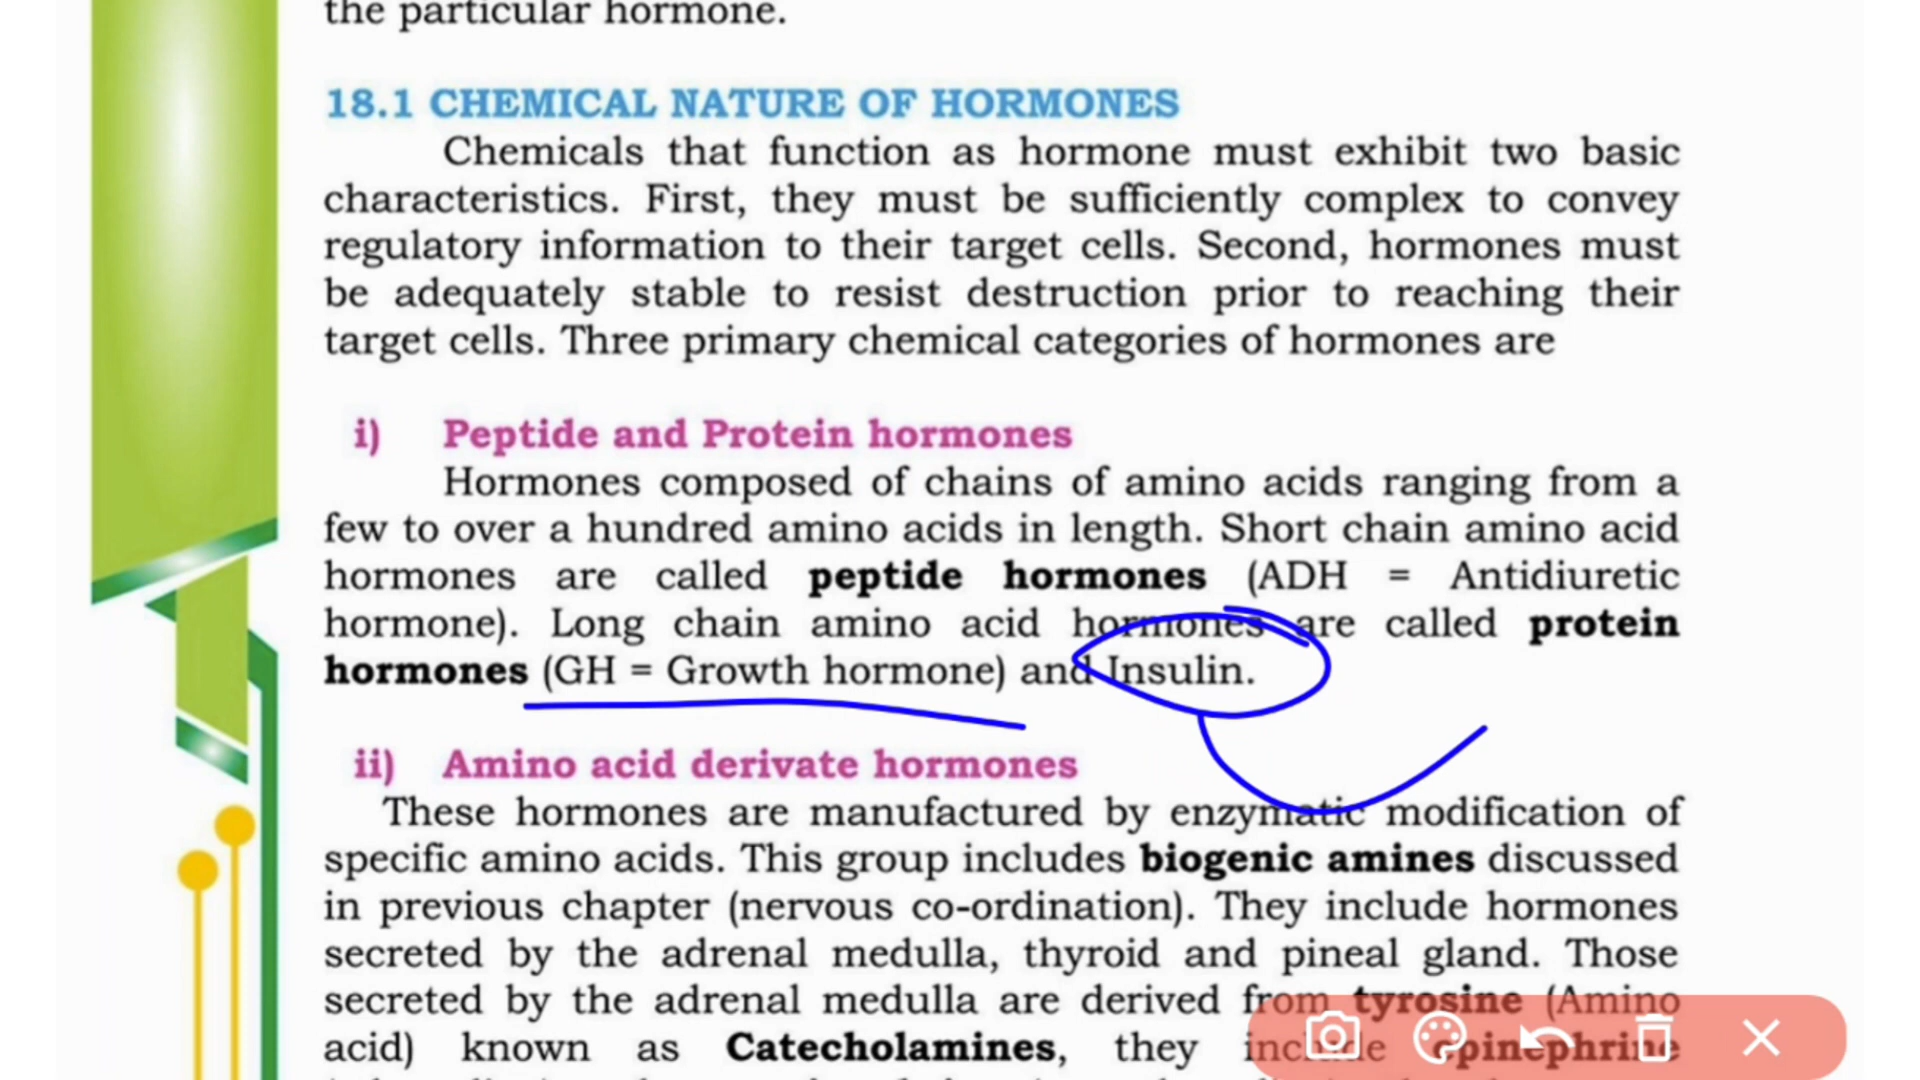 the particular hormone.
18.1 CHEMICAL NATURE OF HORMONES
Chemicals that function as hormone must exhibit two basic
characteristics. First, they must be sufficiently complex to convey
regulatory information to their target cells. Second, hormones must
be adequately stable to resist destruction prior to reaching their
target cells. Three primary chemical categories of hormones are
i) Peptide and Protein hormones
Hormones composed of chains of amino acids ranging from a
few to over a hundred amino acids in length. Short chain amino acid
hormones are called peptide hormones (ADH = Antidiuretic
hormone). Long chain amino acid hormones are called protein
hormones (GH = Growth hormone) and Insulin.
ii) Amino acid derivate hormones
These hormones are manufactured by enzymatic modification of
specific amino acids. This group includes biogenic amines discussed
in previous chapter (nervous co-ordination). They include hormones
secreted by the adrenal medulla, thyroid and pineal gland. Those
secreted by the adrenal medulla are derived from tyrosine (Amino
acid) known as Catecholamines, they include epinephrine